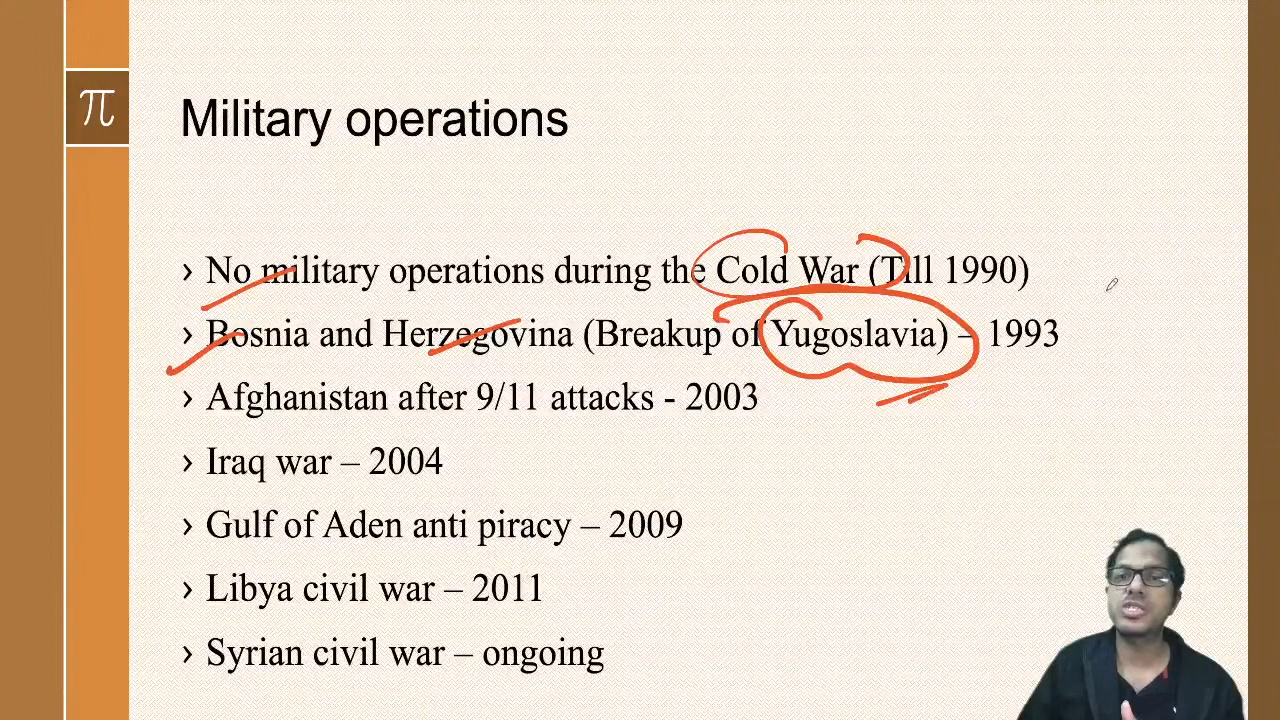 π
Military operations
› No military operations during the Cold War (Till 1990)
› Bosnia and Herzegovina (Breakup of Yugoslavia) – 1993
› Afghanistan after 9/11 attacks - 2003
› Iraq war – 2004
› Gulf of Aden anti piracy – 2009
› Libya civil war – 2011
› Syrian civil war – ongoing